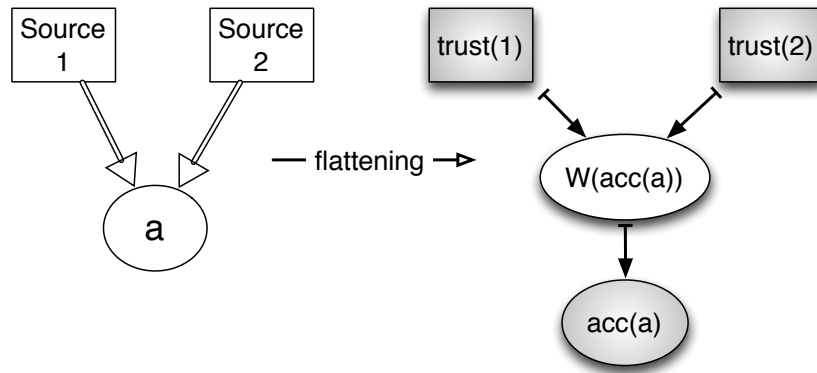 Source
1
Source
2
a
flattening
trust(1)
trust(2)
W(acc(a))
acc(a)